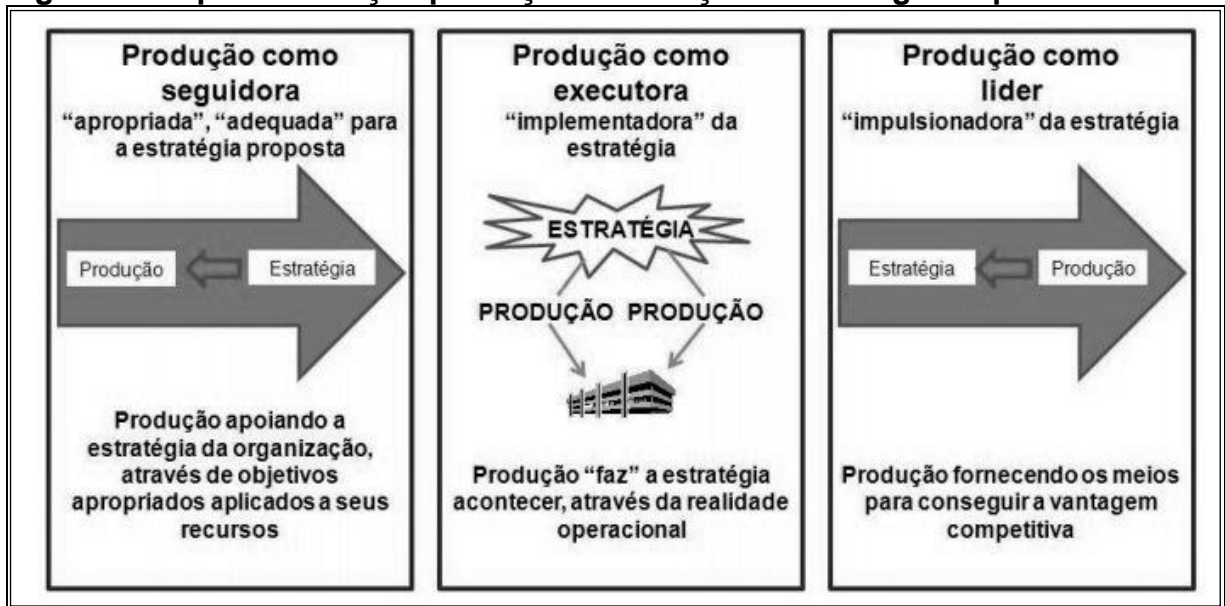 Produção como
seguidora
“apropriada”, “adequada” para
a estratégia proposta
Produção
Estratégia
Produção apoiando a
estratégia da organização,
através de objetivos
apropriados aplicados a seus
recursos
Produção como
executora
“implementadora” da
estratégia
ESTRATÉGIA
PRODUÇÃO PRODUÇÃO
Produção “faz” a estratégia
acontecer, através da realidade
operacional
Produção como
lider
“impulsionadora” da estratégia
Estratégia
Produção
Produção fornecendo os meios
para conseguir a vantagem
competitiva